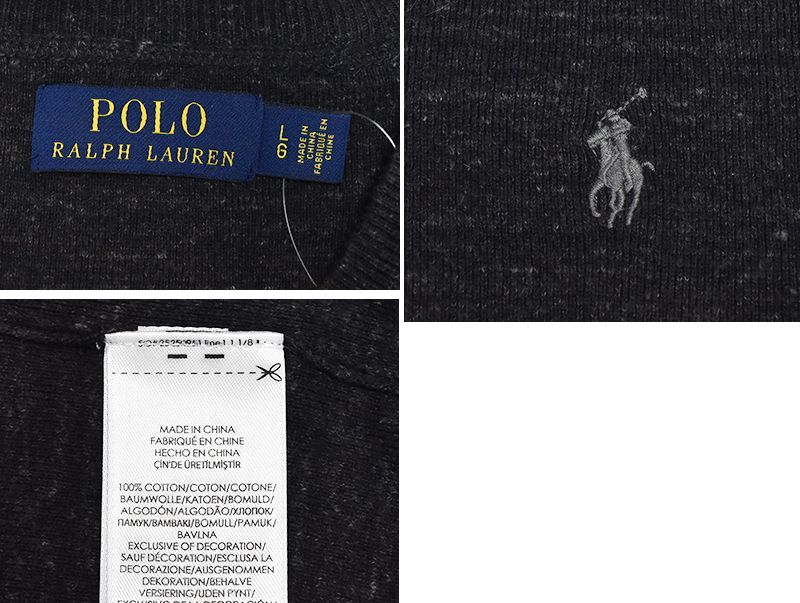 POLO
RALPH LAUREN
L
G
MADE IN
CHINA
FABRIQUÉ EN
CHINE
MADE IN CHINA
FABRIQUÉ EN CHINE
HECHO EN CHINA
ÇİN'DE ÜRETİLMİŞTİR
100% COTTON/COTON/COTONE/
BAUMWOLLE/KATOEN/BOMULD/
ALGODÓN/ALGODÃO/ХЛОПОК/
ПАМУК/ΒΑΜΒΑΚΙ/BOMULL/PAMUK/
BAVLNA
EXCLUSIVE OF DECORATION/
SAUF DÉCORATION/ESCLUSA LA
DECORAZIONE/AUSGENOMMEN
DEKORATION/BEHALVE
VERSIERING/UDEN PYNT/